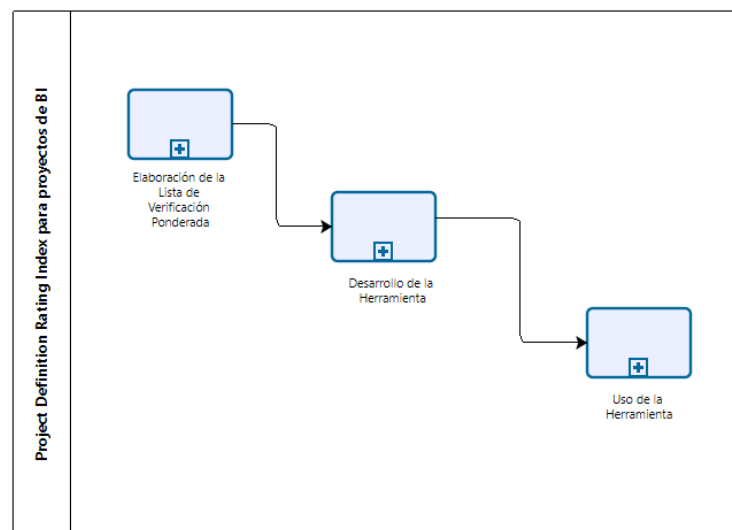 Project Definition Rating Index para proyectos de BI
Elaboración de la
Lista de
Verificación
Ponderada
Desarrollo de la
Herramienta
Uso de la
Herramienta